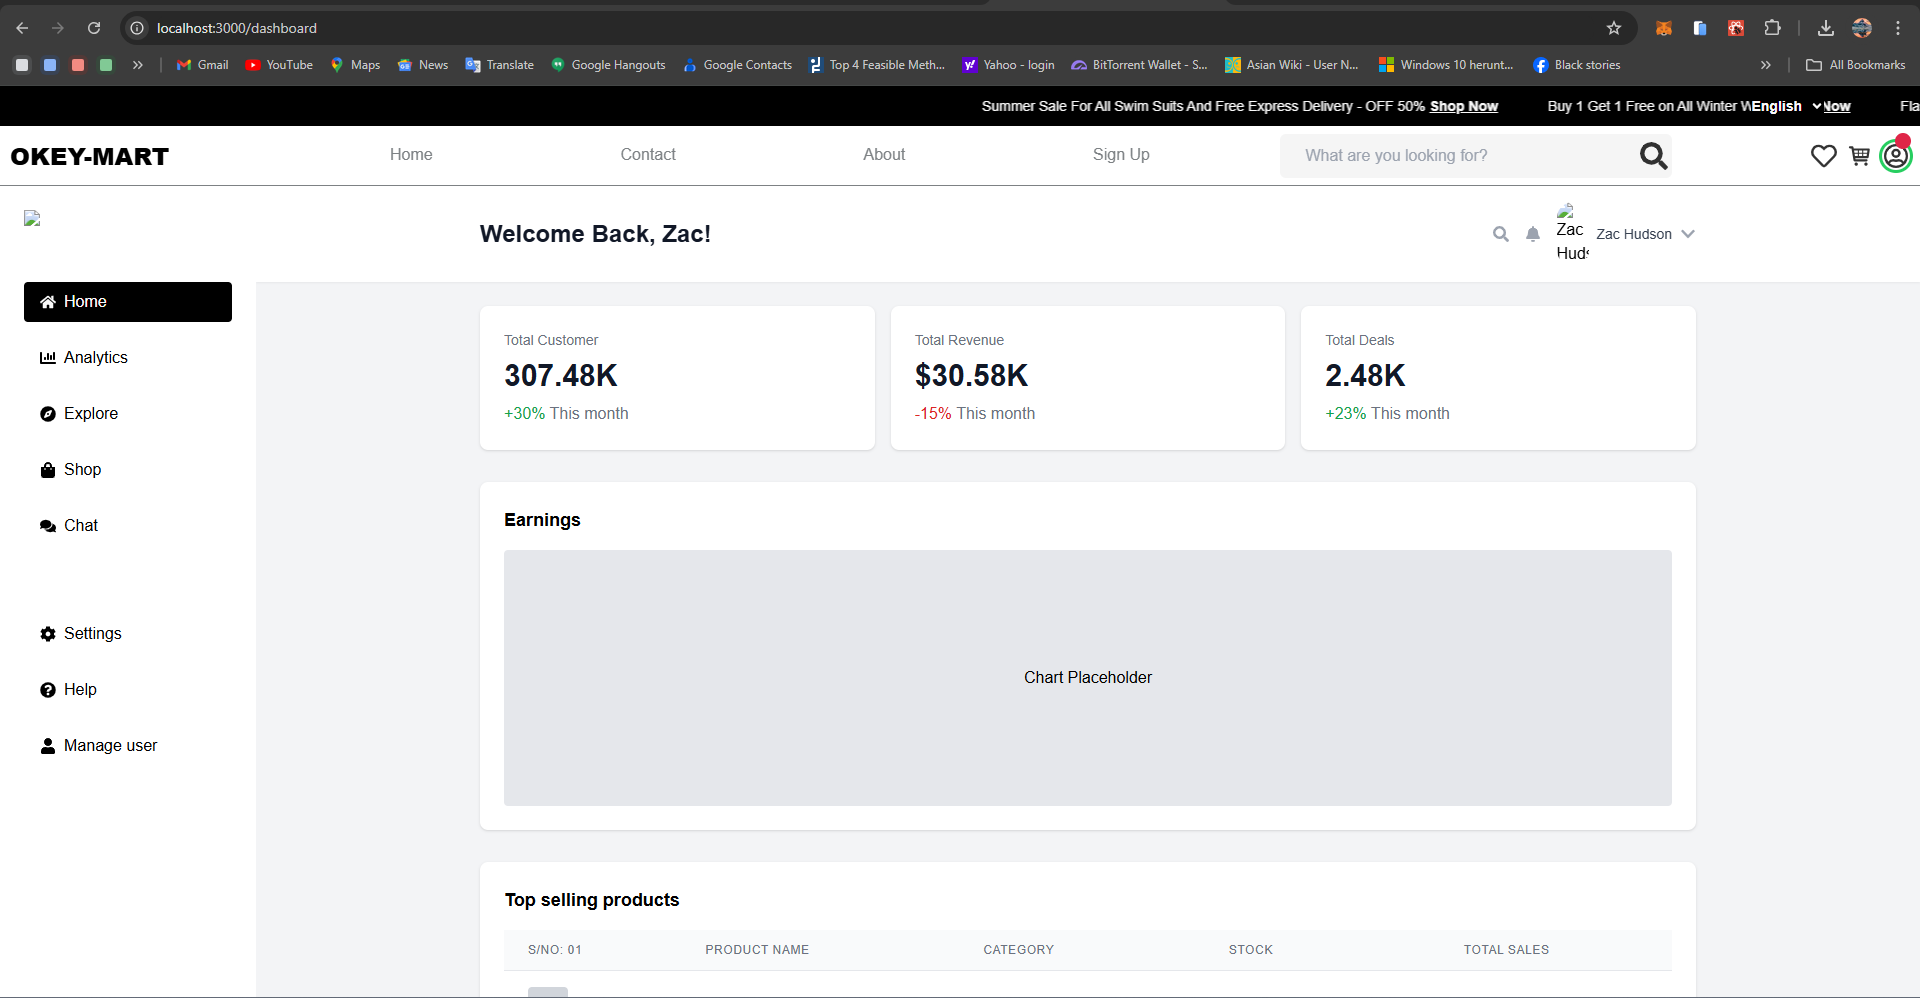 localhost:3000/dashboard
Gmail YouTube Maps News Translate Google Hangouts Google Contacts Top 4 Feasible Meth... Yahoo - login BitTorrent Wallet - S... Asian Wiki - User N... Windows 10 herunt... Black stories All Bookmarks
Summer Sale For All Swim Suits And Free Express Delivery - OFF 50% Shop Now Buy 1 Get 1 Free on All Winter English Now Fla
OKEY-MART Home Contact About Sign Up What are you looking for?
Welcome Back, Zac!
Zac
Zac Hudson
Home
Analytics
Explore
Shop
Chat
Settings
Help
Manage user
Total Customer
307.48K
+30% This month
Total Revenue
$30.58K
-15% This month
Total Deals
2.48K
+23% This month
Earnings
Chart Placeholder
Top selling products
S/NO: 01 PRODUCT NAME CATEGORY STOCK TOTAL SALES